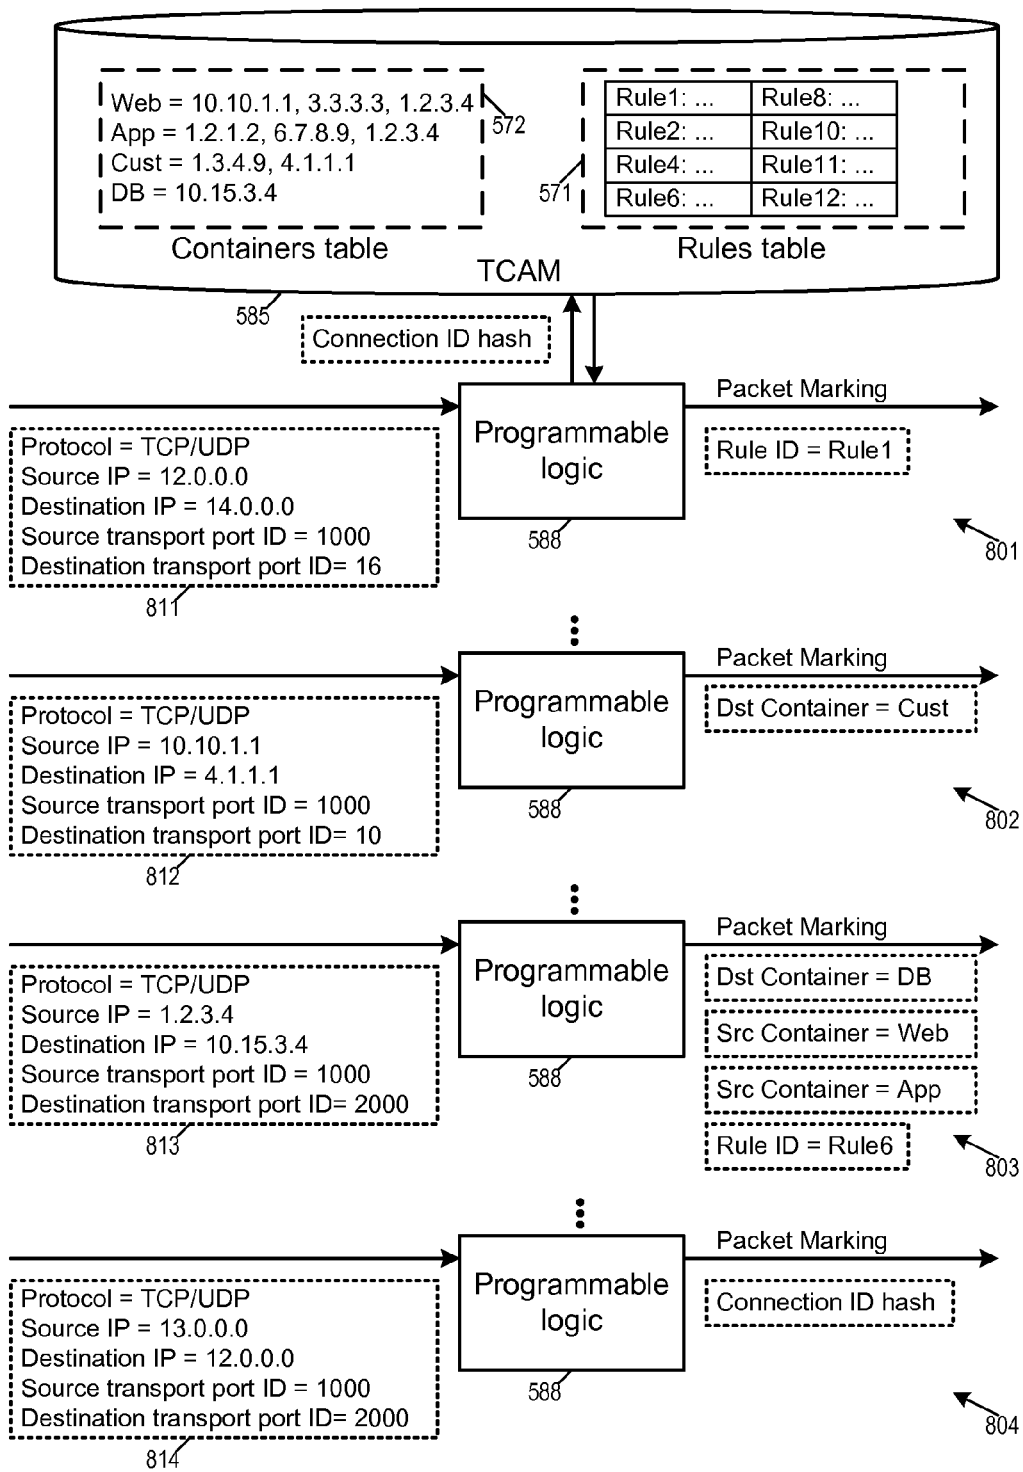 Web = 10.10.1.1, 3.3.3.3, 1.2.3.4
App = 1.2.1.2, 6.7.8.9, 1.2.3.4
Cust = 1.3.4.9, 4.1.1.1
DB = 10.15.3.4
572
Containers table
571
Rule1: ... Rule8: ...
Rule2: ... Rule10: ...
Rule4: ... Rule11: ...
Rule6: ... Rule12: ...
Rules table
TCAM
585
Connection ID hash
Protocol = TCP/UDP
Source IP = 12.0.0.0
Destination IP = 14.0.0.0
Source transport port ID = 1000
Destination transport port ID= 16
811
Programmable
logic
588
Packet Marking
Rule ID = Rule1
801
Protocol = TCP/UDP
Source IP = 10.10.1.1
Destination IP = 4.1.1.1
Source transport port ID = 1000
Destination transport port ID= 10
812
Programmable
logic
588
Packet Marking
Dst Container = Cust
802
Protocol = TCP/UDP
Source IP = 1.2.3.4
Destination IP = 10.15.3.4
Source transport port ID = 1000
Destination transport port ID= 2000
813
Programmable
logic
588
Packet Marking
Dst Container = DB
Src Container = Web
Src Container = App
Rule ID = Rule6
803
Protocol = TCP/UDP
Source IP = 13.0.0.0
Destination IP = 12.0.0.0
Source transport port ID = 1000
Destination transport port ID= 2000
814
Programmable
logic
588
Packet Marking
Connection ID hash
804